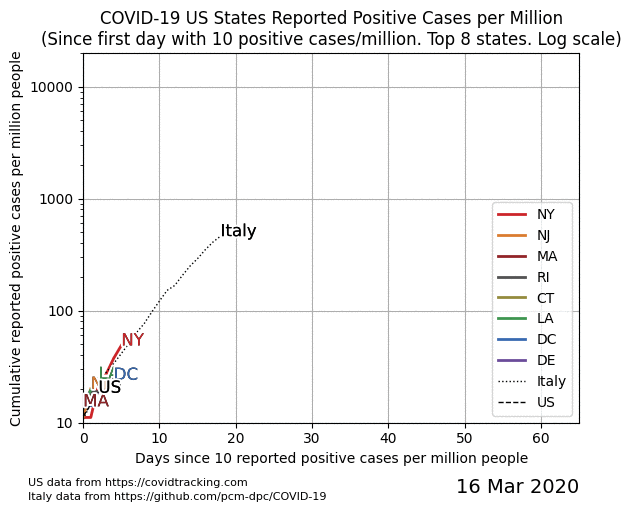 COVID-19 US States Reported Positive Cases per Million
(Since first day with 10 positive cases/million. Top 8 states. Log scale)
Cumulative reported positive cases per million people
10000
1000
100
10
Italy
NY
DC
US
MA
NY
NJ
MA
RI
CT
LA
DC
DE
Italy
US
0 10 20 30 40 50 60
Days since 10 reported positive cases per million people
US data from https://covidtracking.com
Italy data from https://github.com/pcm-dpc/COVID-19
16 Mar 2020